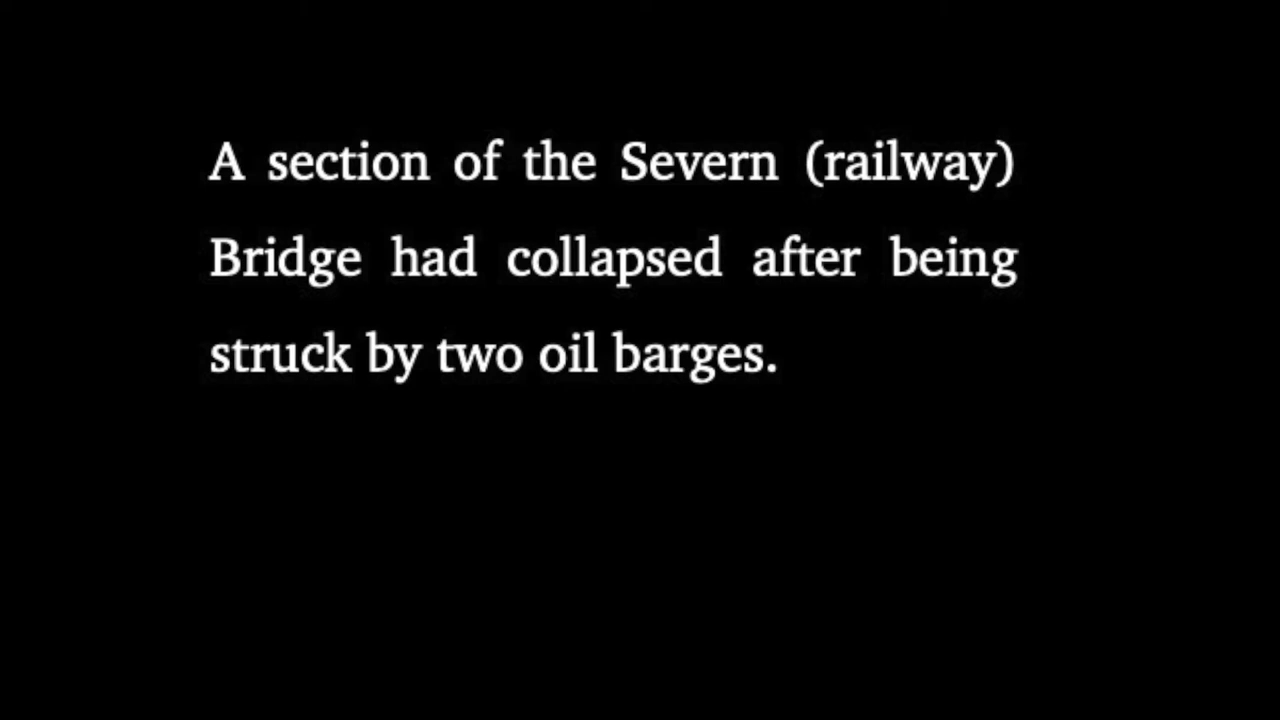 A section of the Severn (railway)
Bridge had collapsed after being
struck by two oil barges.